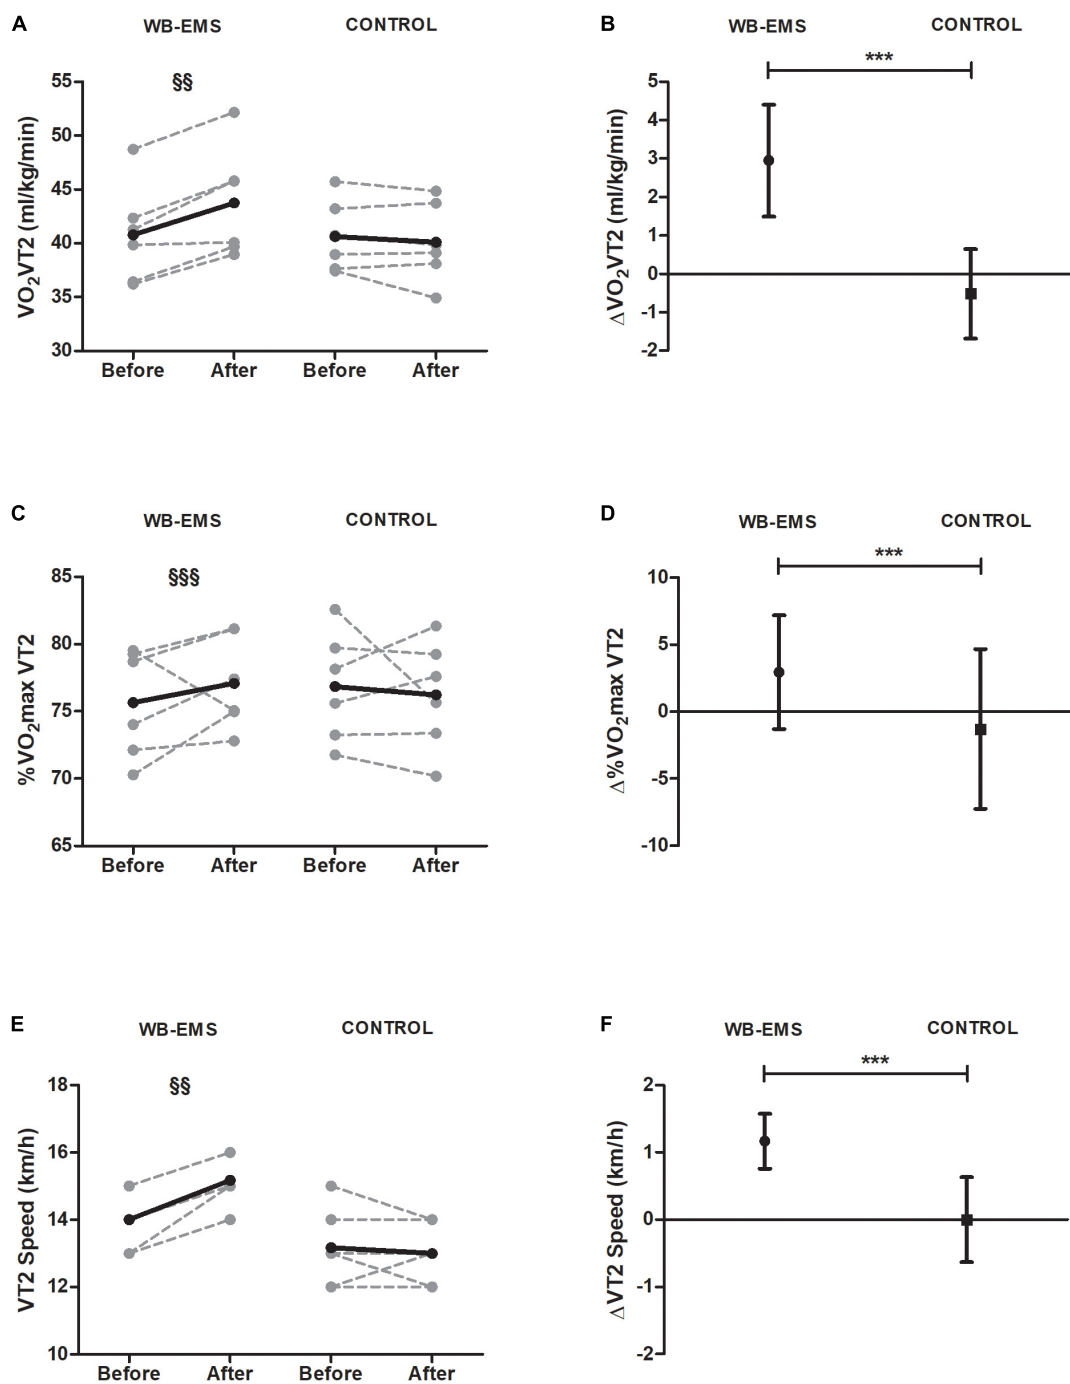 A
WB-EMS
CONTROL
§§
VO2VT2 (ml/kg/min)
55
50
45
40
35
30
Before
After
Before
After
B
WB-EMS
CONTROL
***
ΔVO2VT2 (ml/kg/min)
5
4
3
2
1
0
-1
-2
C
WB-EMS
CONTROL
§§§
%VO2max VT2
85
80
75
70
65
Before
After
Before
After
D
WB-EMS
CONTROL
***
Δ%VO2max VT2
10
5
0
-5
-10
E
WB-EMS
CONTROL
§§
VT2 Speed (km/h)
18
16
14
12
10
Before
After
Before
After
F
WB-EMS
CONTROL
***
ΔVT2 Speed (km/h)
2
1
0
-1
-2